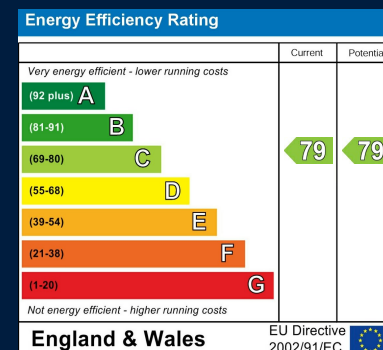 Energy Efficiency Rating
Current Potentia
Very energy efficient - lower running costs
(92 plus) A
(81-91) B
(69-80) C 79 79
(55-68) D
(39-54) E
(21-38) F
(1-20) G
Not energy efficient - higher running costs
England & Wales EU Directive
2002/91/EC